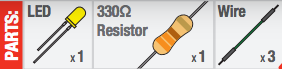 PARTS:
LED
x 1
330Ω
Resistor
x 1
Wire
x 3